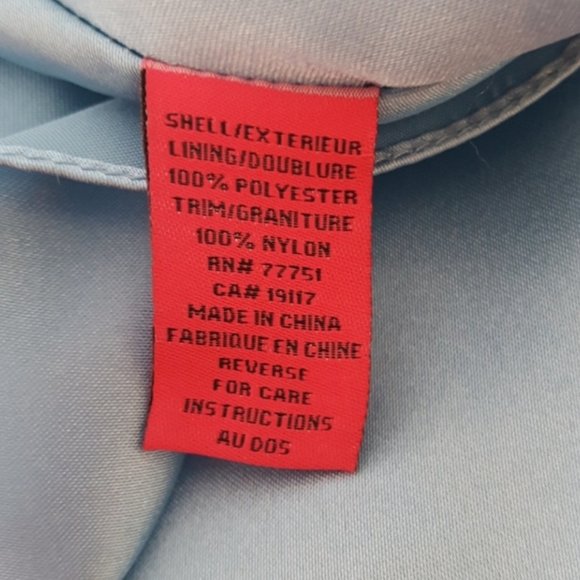 SHELL/EXTERIEUR
LINING/DOUBLURE
100% POLYESTER
TRIM/GRANITURE
100% NYLON
RN# 77751
CA# 19117
MADE IN CHINA
FABRIQUE EN CHINE
REVERSE
FOR CARE
INSTRUCTIONS
AU DOS